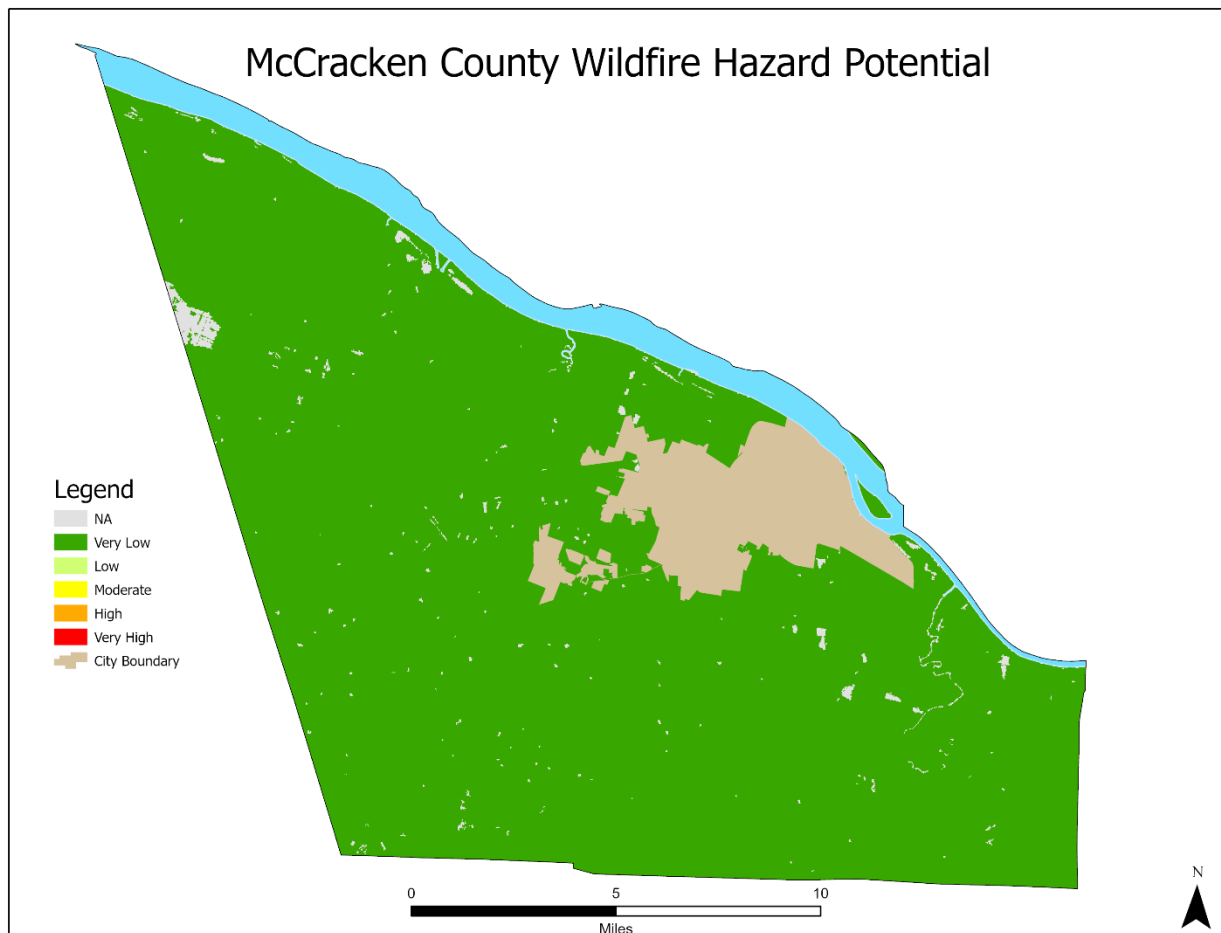 McCracken County Wildfire Hazard Potential
Legend
NA
Very Low
Low
Moderate
High
Very High
City Boundary
0 5 10
Miles
N